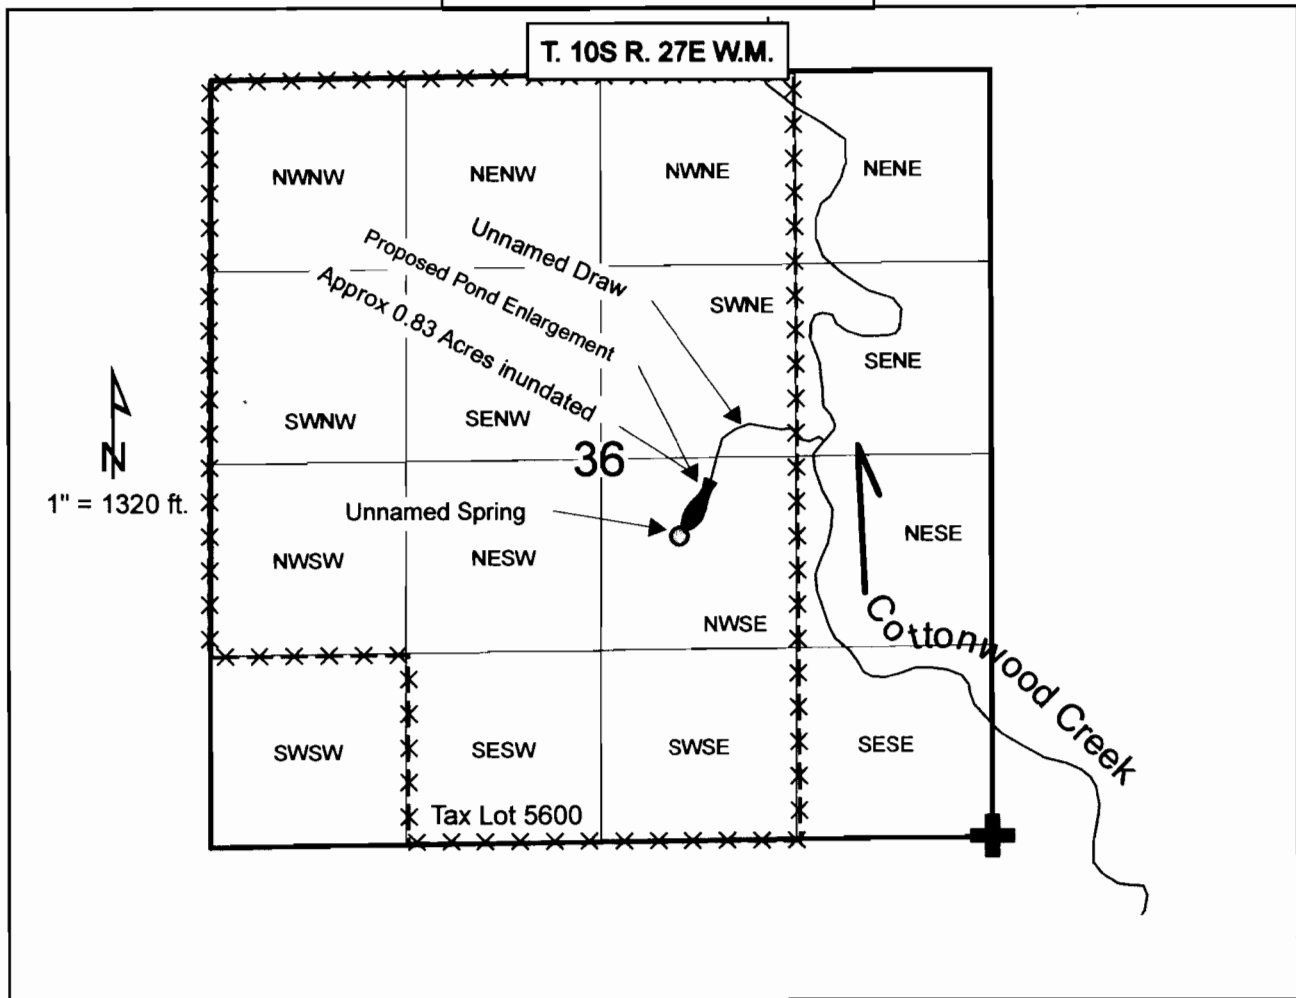 T. 10S R. 27E W.M.
NWNW
NENW
NWNE
NENE
Unnamed Draw
Proposed Pond Enlargement
Approx 0.83 Acres inundated
SWNE
SENE
SWNW
SENW
36
N
1" = 1320 ft.
Unnamed Spring
NWSW
NESW
NESE
NWSE
Cottonwood Creek
SWSW
SESW
SWSE
SESE
Tax Lot 5600